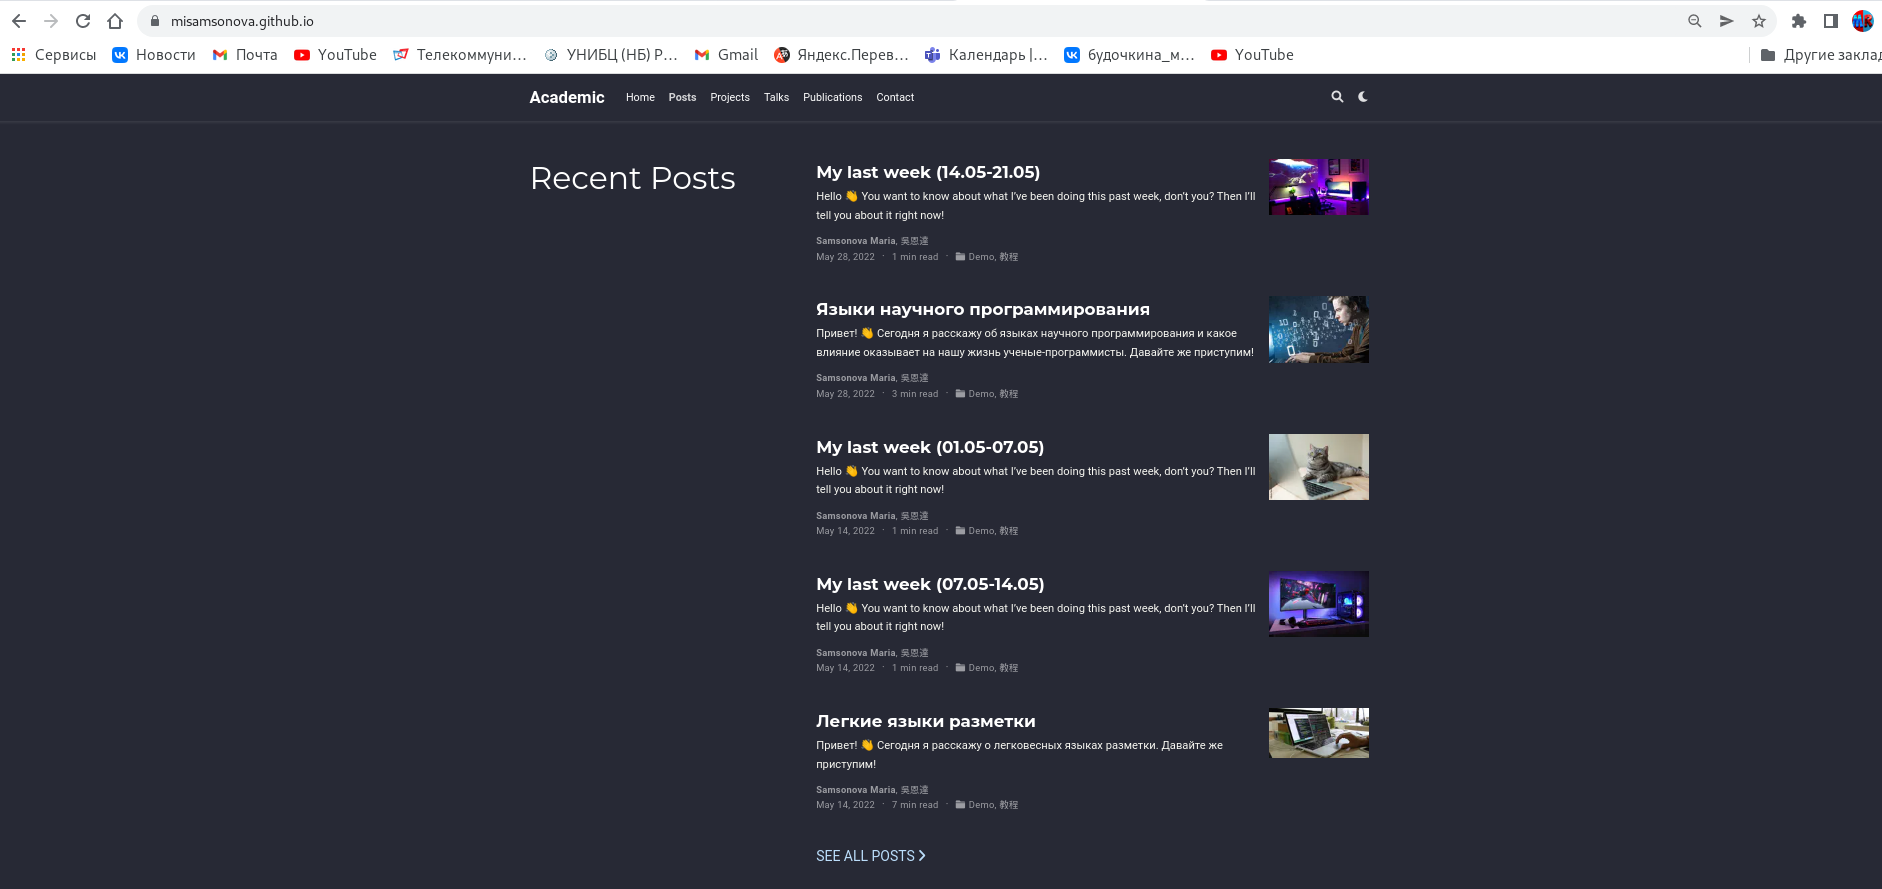 misamsonova.github.io
Сервисы Новости Почта YouTube Телекоммуни... УНИБЦ (НБ) Р... Gmail Яндекс.Перев... Календарь |... будочкина_м... YouTube Другие заклад
Academic Home Posts Projects Talks Publications Contact
Recent Posts
My last week (14.05-21.05)
Hello 👋 You want to know about what I've been doing this past week, don't you? Then I'll
tell you about it right now!
Samsonova Maria, 吳恩達
May 28, 2022 · 1 min read · Demo, 教程
Языки научного программирования
Привет! 👋 Сегодня я расскажу об языках научного программирования и какое
влияние оказывает на нашу жизнь ученые-программисты. Давайте же приступим!
Samsonova Maria, 吳恩達
May 28, 2022 · 3 min read · Demo, 教程
My last week (01.05-07.05)
Hello 👋 You want to know about what I've been doing this past week, don't you? Then I'll
tell you about it right now!
Samsonova Maria, 吳恩達
May 14, 2022 · 1 min read · Demo, 教程
My last week (07.05-14.05)
Hello 👋 You want to know about what I've been doing this past week, don't you? Then I'll
tell you about it right now!
Samsonova Maria, 吳恩達
May 14, 2022 · 1 min read · Demo, 教程
Легкие языки разметки
Привет! 👋 Сегодня я расскажу о легковесных языках разметки. Давайте же
приступим!
Samsonova Maria, 吳恩達
May 14, 2022 · 7 min read · Demo, 教程
SEE ALL POSTS